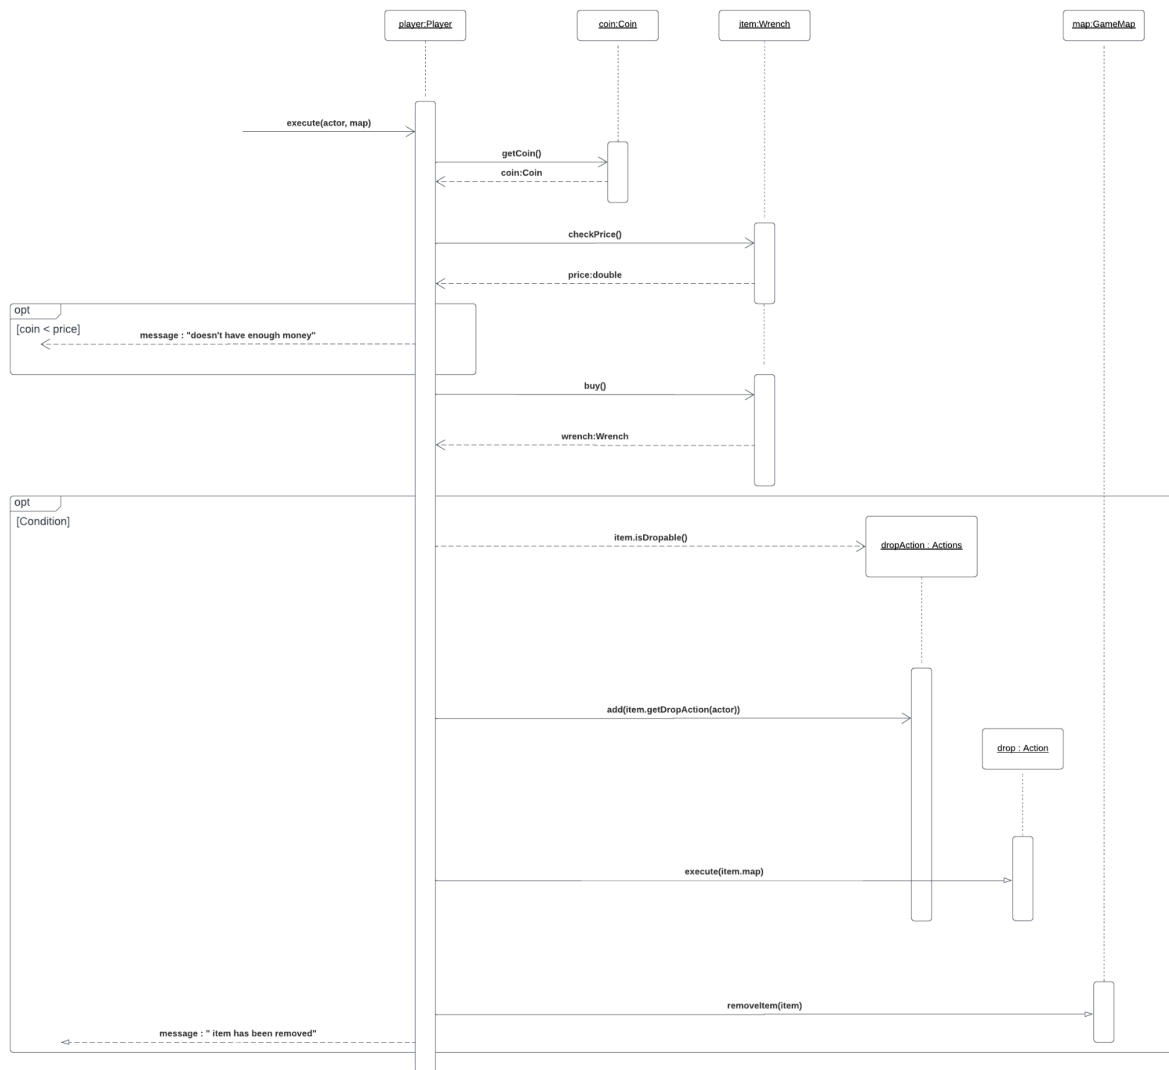 player:Player
coin:Coin
item:Wrench
map:GameMap
execute(actor, map)
getCoin()
coin:Coin
checkPrice()
price:double
opt
[coin < price]
message : "doesn't have enough money"
buy()
wrench:Wrench
opt
[Condition]
item.isDropable()
dropAction : Actions
add(item.getDropAction(actor))
drop : Action
execute(item.map)
removeItem(item)
message : " item has been removed"